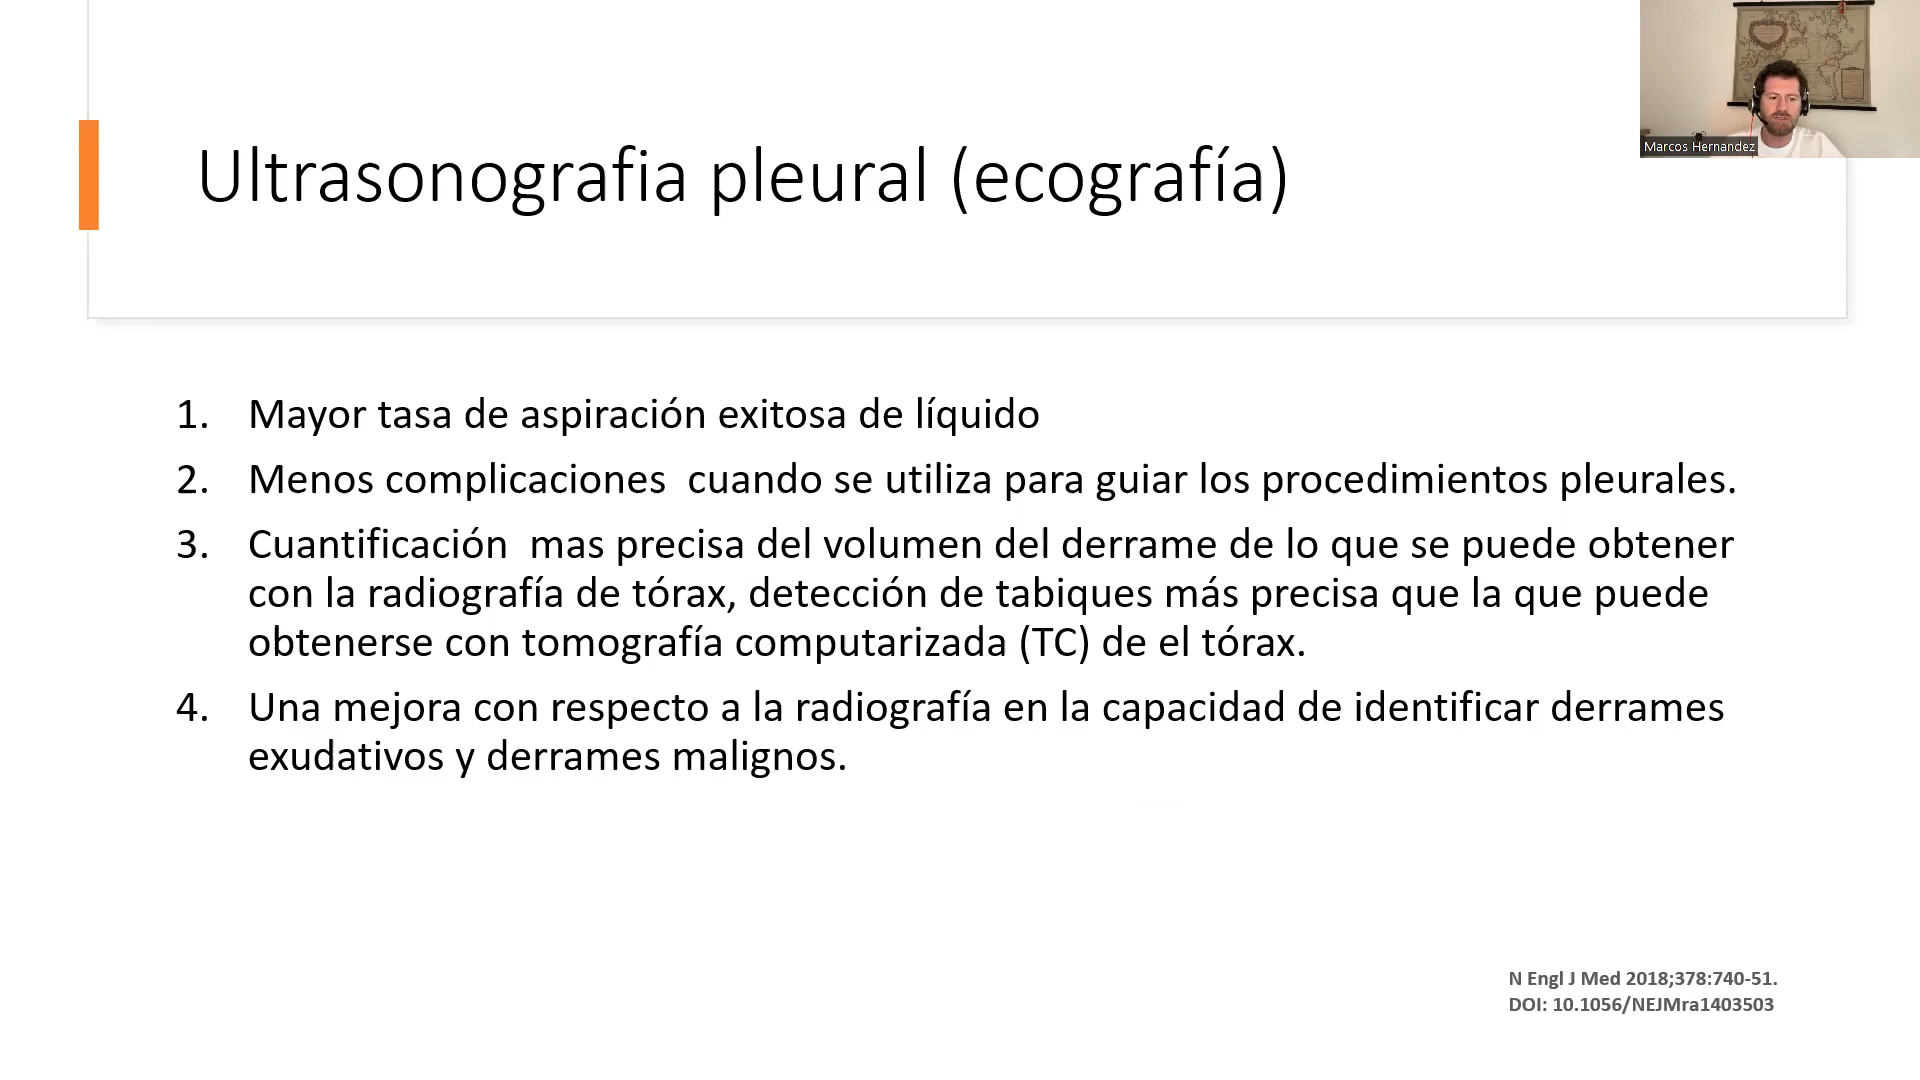 Ultrasonografia pleural (ecografía)
Marcos Hernandez
1. Mayor tasa de aspiración exitosa de líquido
2. Menos complicaciones  cuando se utiliza para guiar los procedimientos pleurales.
3. Cuantificación  mas precisa del volumen del derrame de lo que se puede obtener
con la radiografía de tórax, detección de tabiques más precisa que la que puede
obtenerse con tomografía computarizada (TC) de el tórax.
4. Una mejora con respecto a la radiografía en la capacidad de identificar derrames
exudativos y derrames malignos.
N Engl J Med 2018;378:740-51.
DOI: 10.1056/NEJMra1403503